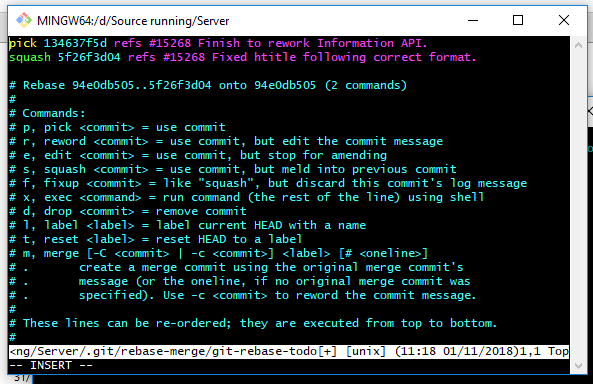 MINGW64:/d/Source running/Server
pick 134637f5d refs #15268 Finish to rework Information API.
squash 5f26f3d04 refs #15268 Fixed htitle following correct format.
# Rebase 94e0db505..5f26f3d04 onto 94e0db505 (2 commands)
#
# Commands:
# p, pick <commit> = use commit
# r, reword <commit> = use commit, but edit the commit message
# e, edit <commit> = use commit, but stop for amending
# s, squash <commit> = use commit, but meld into previous commit
# f, fixup <commit> = like "squash", but discard this commit's log message
# x, exec <command> = run command (the rest of the line) using shell
# d, drop <commit> = remove commit
# l, label <label> = label current HEAD with a name
# t, reset <label> = reset HEAD to a label
# m, merge [-C <commit> | -c <commit>] <label> [# <oneline>]
# .       create a merge commit using the original merge commit's
# .       message (or the oneline, if no original merge commit was
# .       specified). Use -c <commit> to reword the commit message.
#
# These lines can be re-ordered; they are executed from top to bottom.
#
<ng/Server/.git/rebase-merge/git-rebase-todo[+] [unix] (11:18 01/11/2018)1,1 Top
-- INSERT --